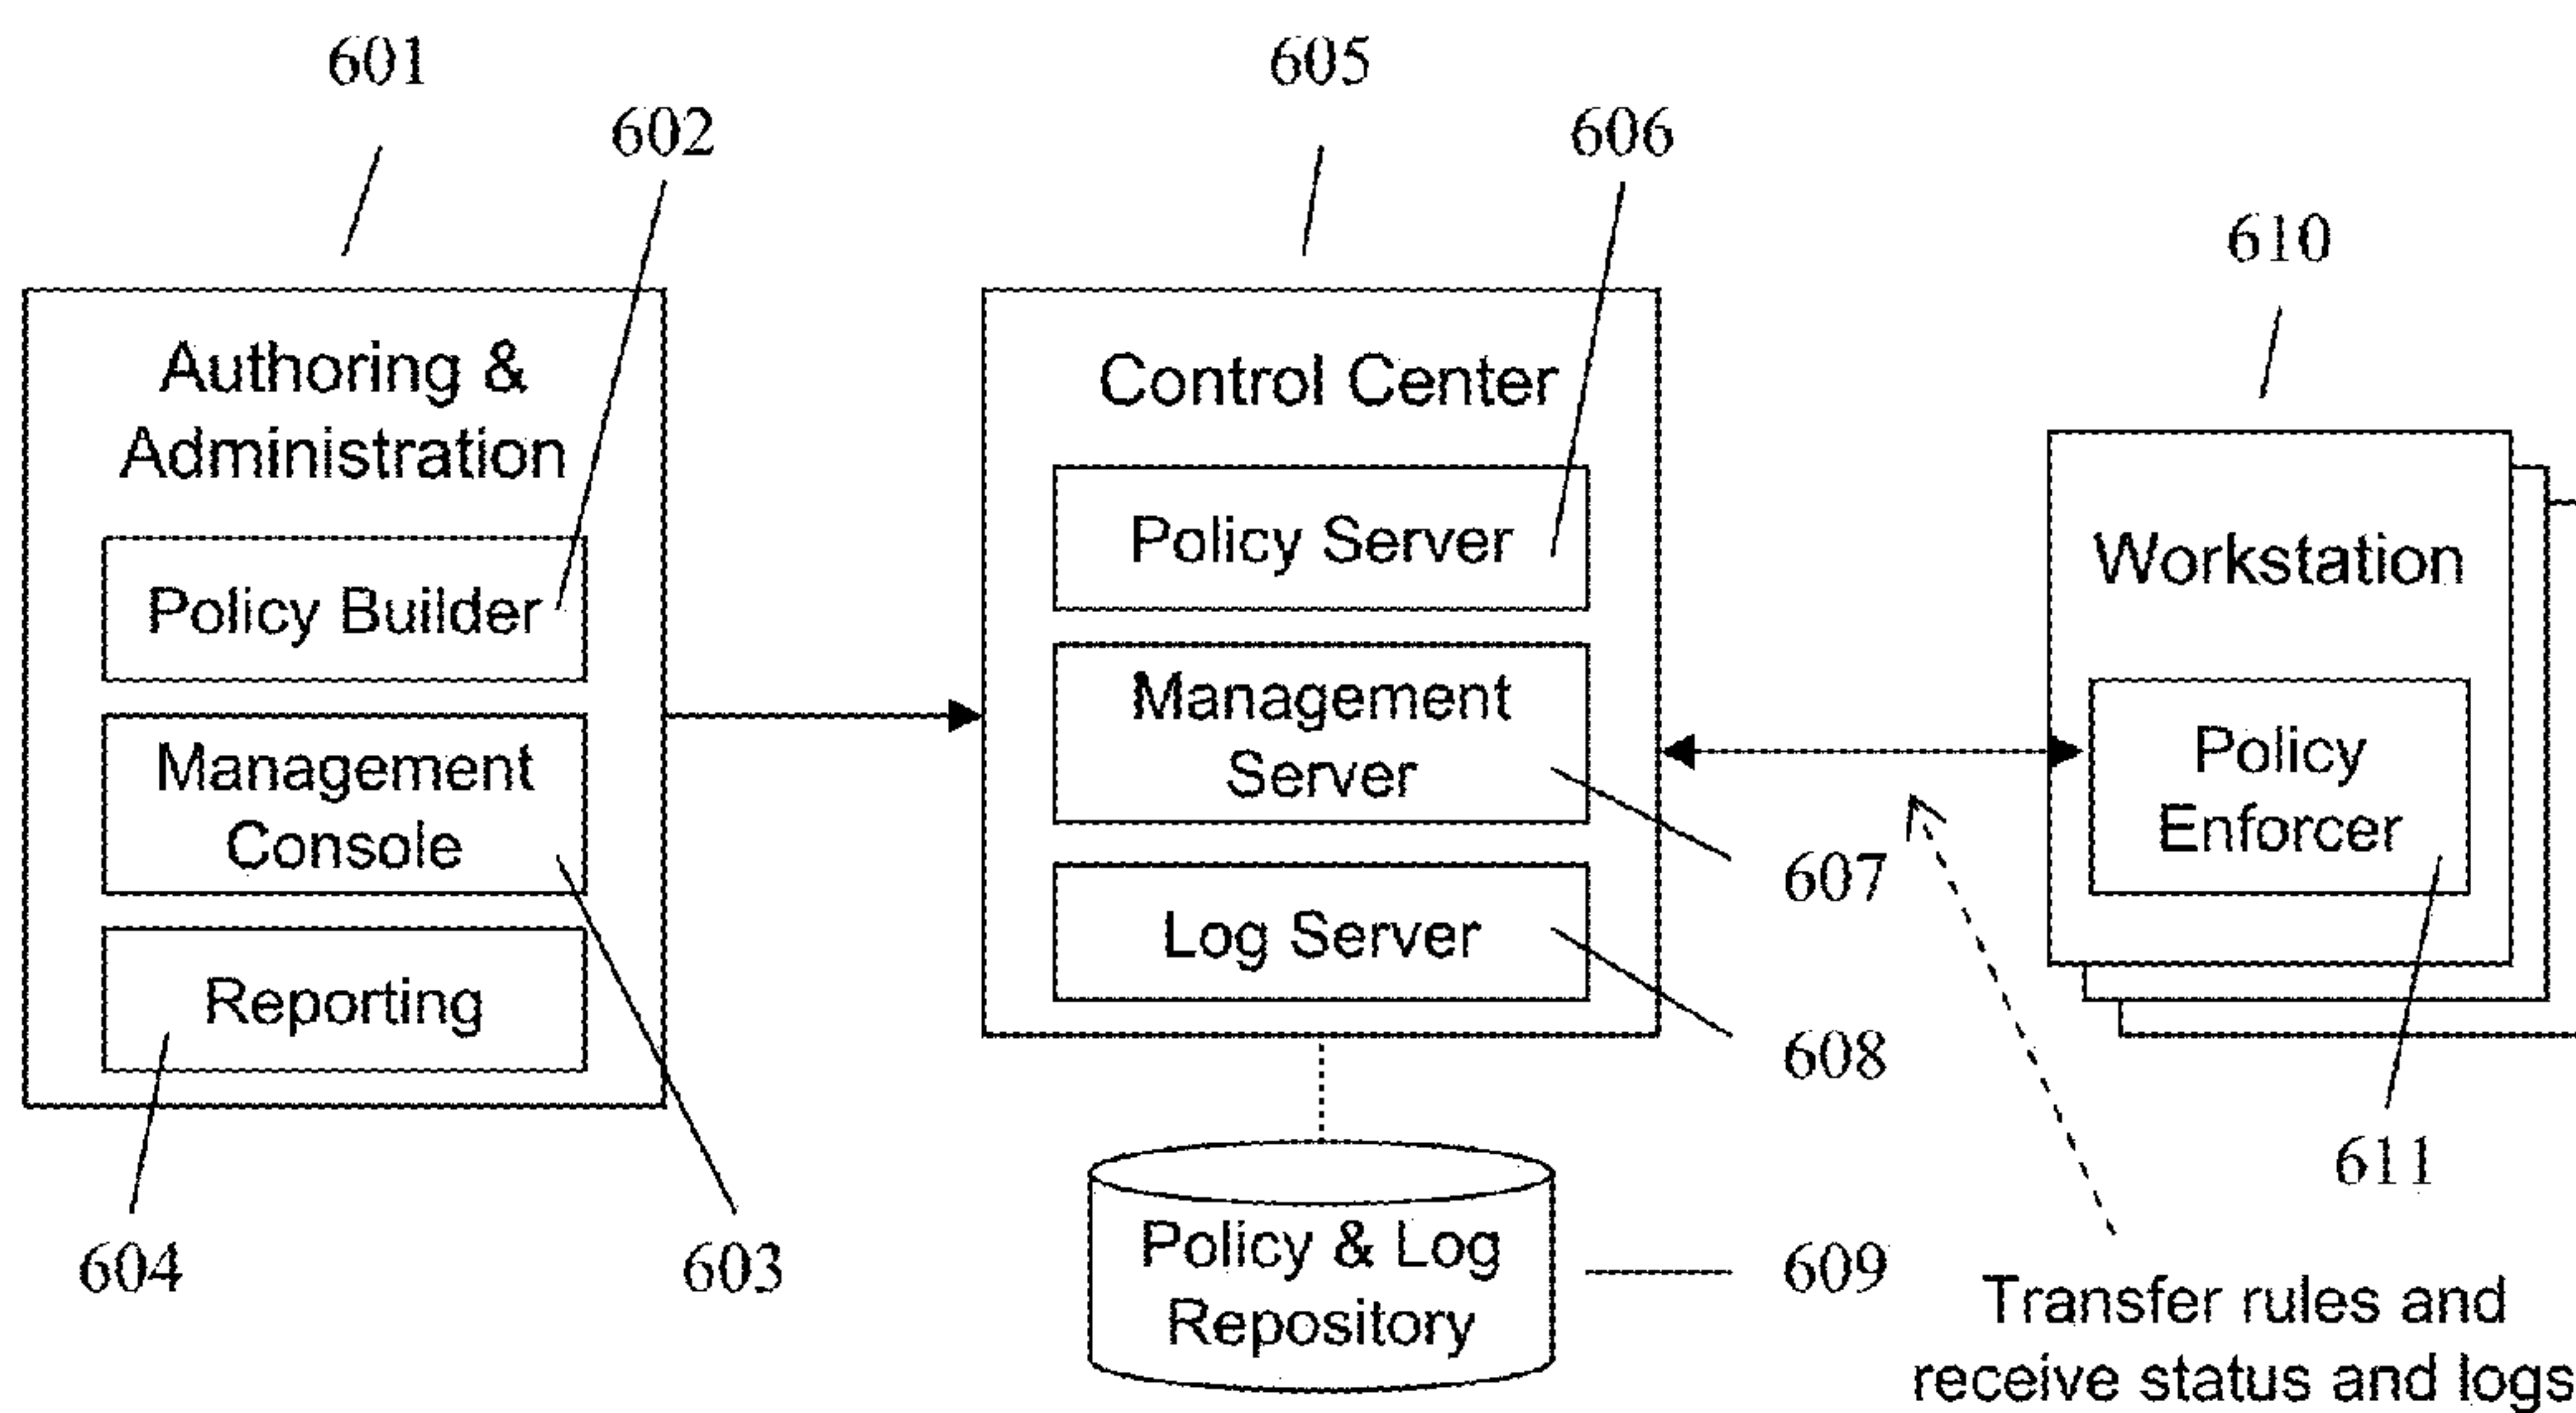 601
602
605
606
610
Authoring &
Administration
Policy Builder
Management
Console
Reporting
604
603
Control Center
Policy Server
Management
Server
Log Server
607
608
Policy & Log
Repository
609
Workstation
Policy
Enforcer
611
Transfer rules and
receive status and logs